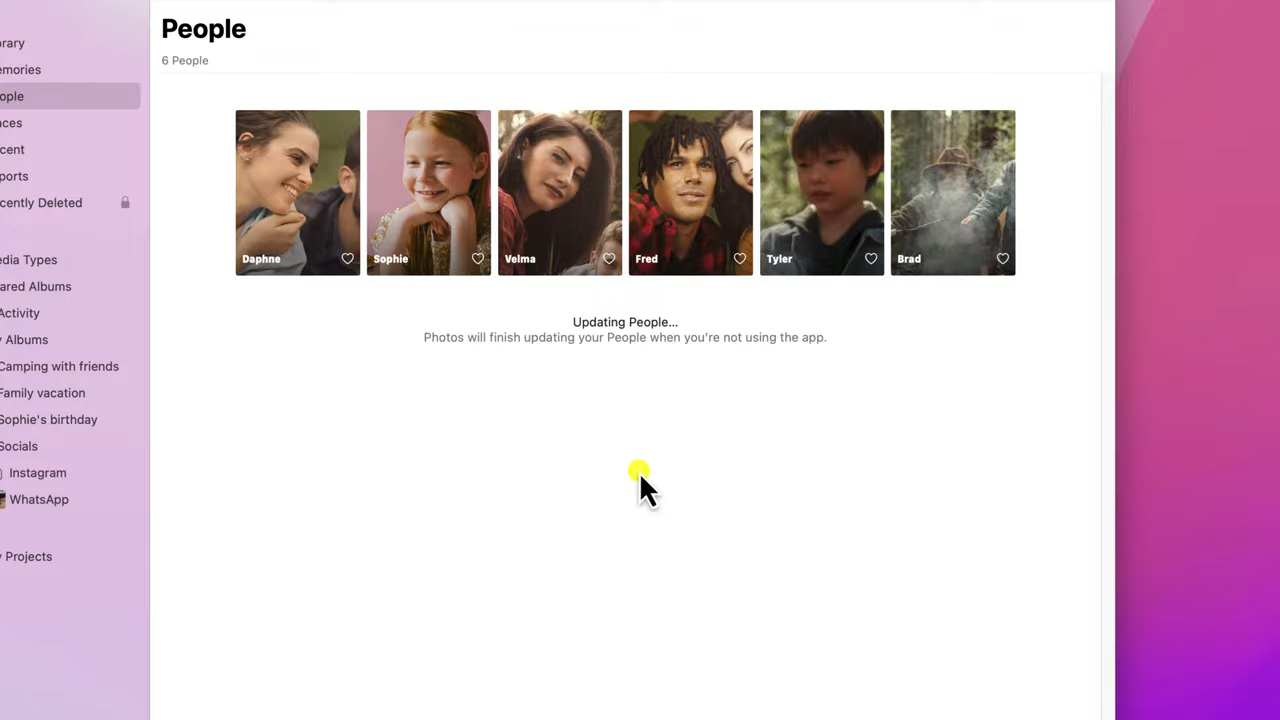 People
6 People
brary
emories
ople
ces
cent
ports
cently Deleted
edia Types
ared Albums
Activity
Albums
Camping with friends
Family vacation
Sophie's birthday
Socials
Instagram
WhatsApp
Projects
Daphne
Sophie
Velma
Fred
Tyler
Brad
Updating People...
Photos will finish updating your People when you're not using the app.